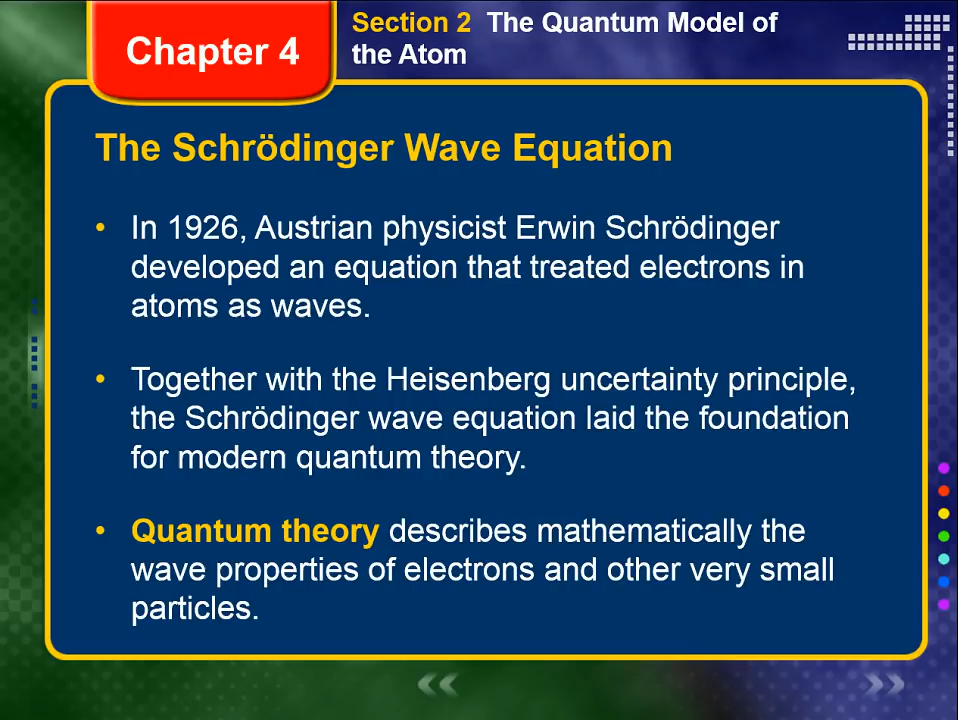 Chapter 4
Section 2 The Quantum Model of
the Atom
The Schrödinger Wave Equation
• In 1926, Austrian physicist Erwin Schrödinger
developed an equation that treated electrons in
atoms as waves.
• Together with the Heisenberg uncertainty principle,
the Schrödinger wave equation laid the foundation
for modern quantum theory.
• Quantum theory describes mathematically the
wave properties of electrons and other very small
particles.